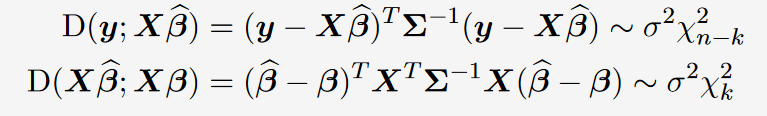 D(y; Xβ̂) = (y − Xβ̂)ᵀΣ⁻¹(y − Xβ̂) ∼ σ²χ²ₙ₋ₖ
D(Xβ̂; Xβ) = (β̂ − β)ᵀXᵀΣ⁻¹X(β̂ − β) ∼ σ²χ²ₖ